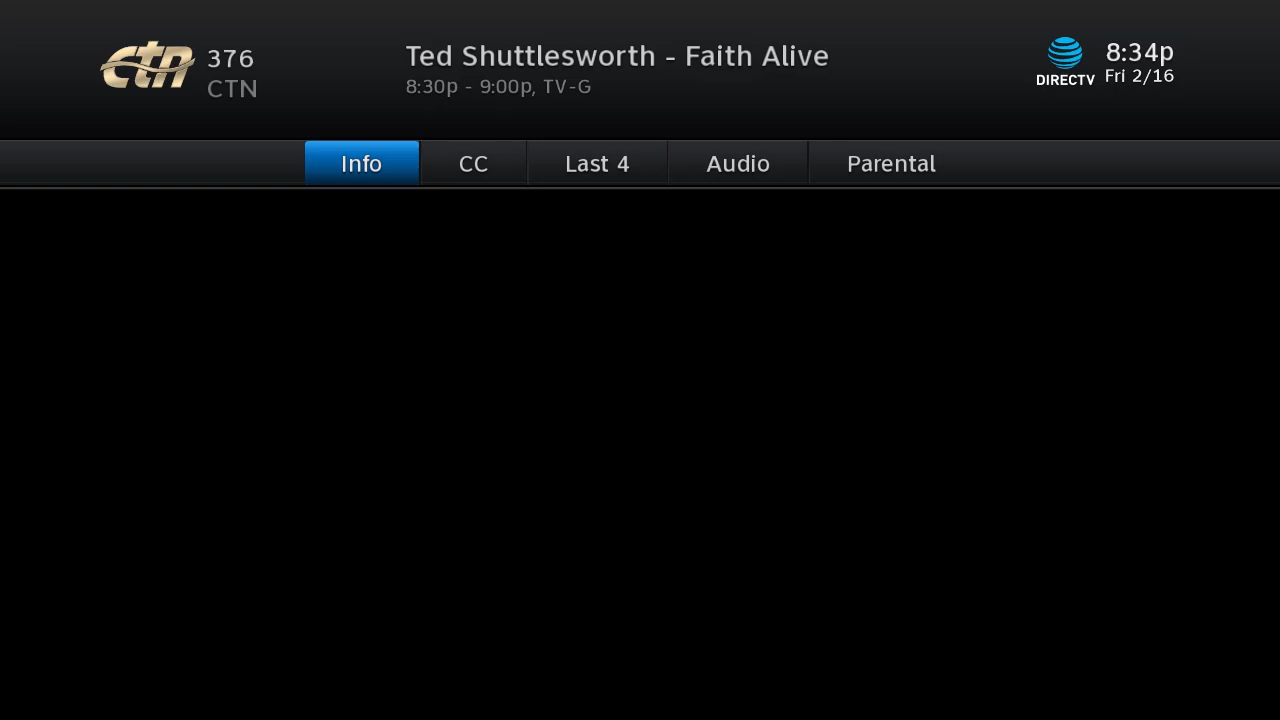 ctn
376
CTN
Ted Shuttlesworth - Faith Alive
8:30p - 9:00p, TV-G
DIRECTV
8:34p
Fri 2/16
Info
CC
Last 4
Audio
Parental